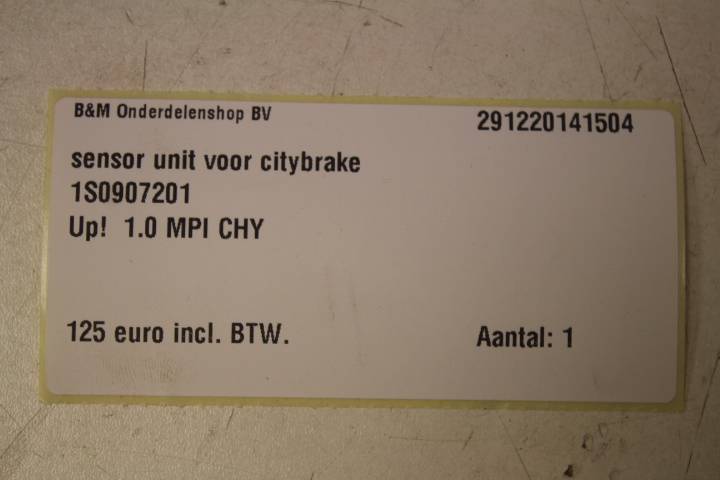 B&M Onderdelenshop BV
291220141504
sensor unit voor citybrake
1S0907201
Up! 1.0 MPI CHY
125 euro incl. BTW.
Aantal: 1